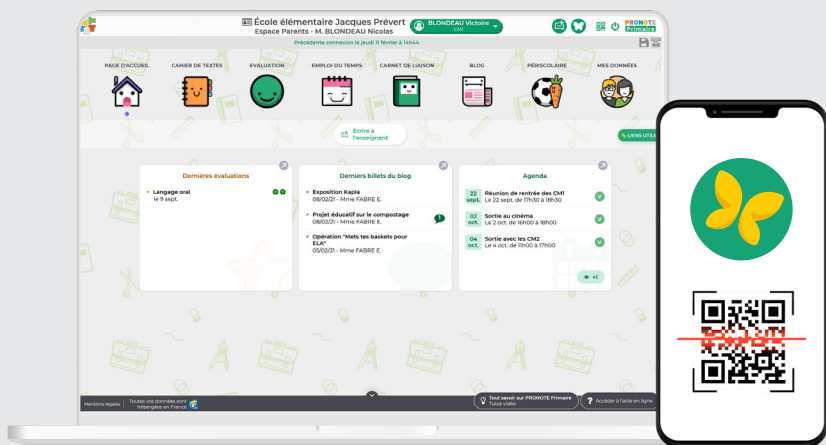 École élémentaire Jacques Prévert
Espace Parents - M. BLONDEAU Nicolas
BLONDEAU Victoire
CM1
PRONOTE
Primaire
Précédente connexion le jeudi 11 février à 14h44
PAGE D'ACCUEIL
CAHIER DE TEXTES
EVALUATION
EMPLOI DU TEMPS
CARNET DE LIAISON
BLOG
PÉRISCOLAIRE
MES DONNÉES
Écrire à
l'enseignant
LIENS UTILE
Dernières évaluations
Langage oral
le 9 sept.
Derniers billets du blog
Exposition Kapla
08/02/21 - Mme FABRE E.
Projet éducatif sur le compostage
08/02/21 - Mme FABRE E.
1
Opération "Mets tes baskets pour
ELA"
05/02/21 - Mme FABRE E.
Agenda
22 Réunion de rentrée des CM1
sept. Le 22 sept. de 17h30 à 18h30
V
02 Sortie au cinéma
oct. Le 2 oct. de 16h00 à 18h00
V
04 Sortie avec les CM2
oct. Le 4 oct. de 11h00 à 17h00
V
+1
Mentions légales
Toutes vos données sont
hébergées en France
Tout savoir sur PRONOTE Primaire
Tutos vidéo
? Accéder à l'aide en ligne